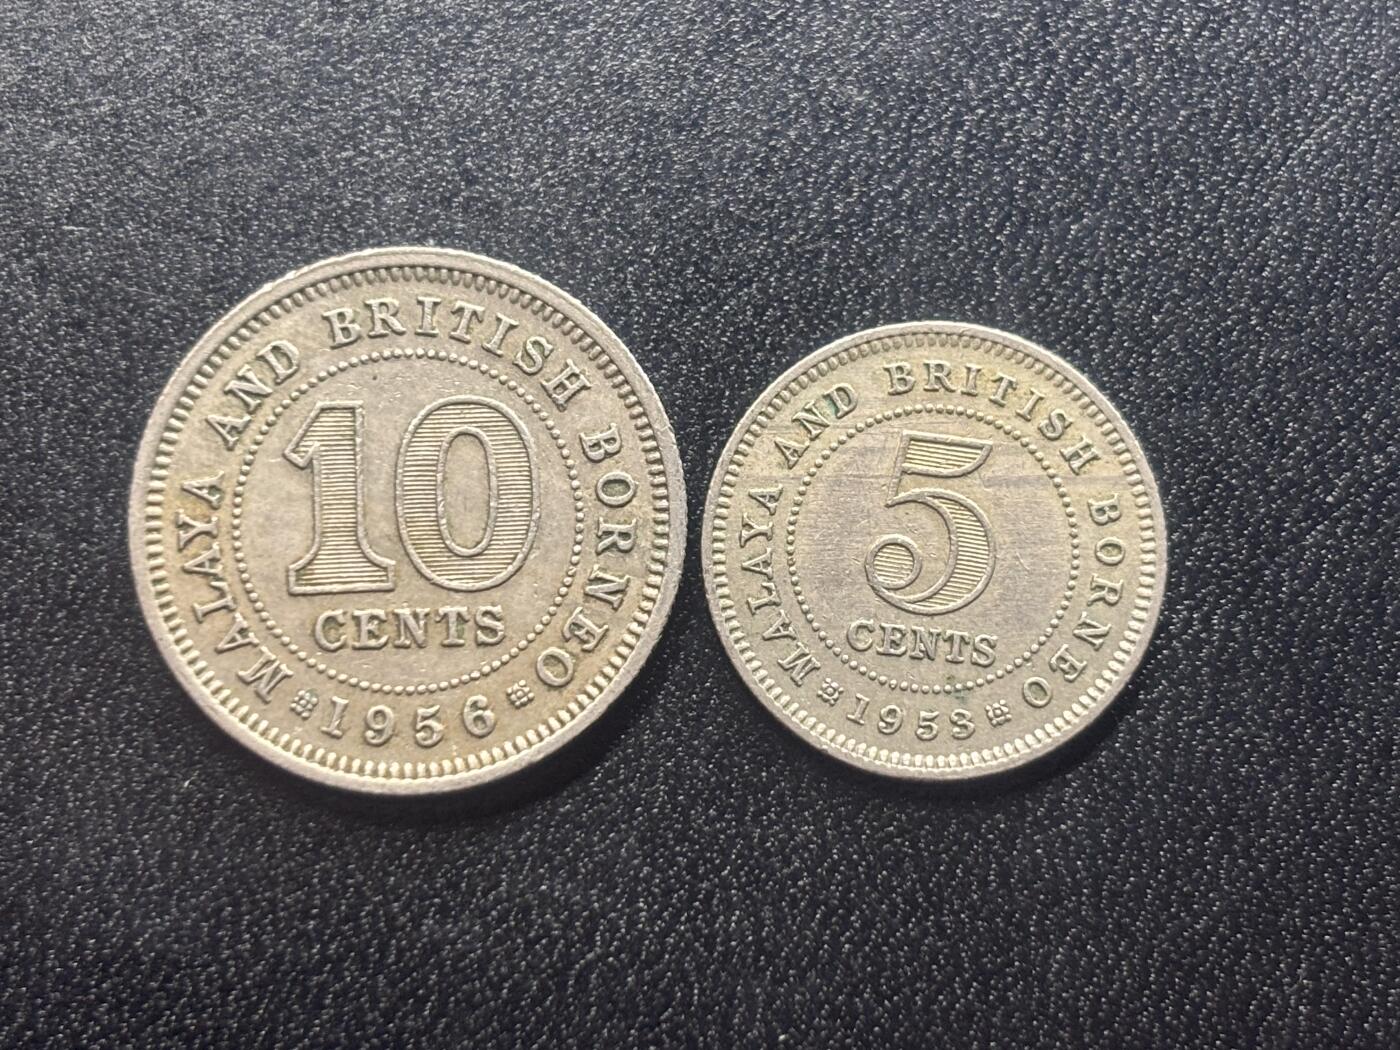 MALAYA AND BRITISH BORNEO
10
CENTS
1956
MALAYA AND BRITISH BORNEO
5
CENTS
1953